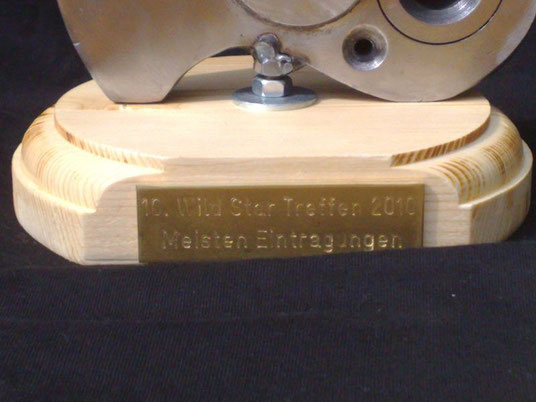 10. Wild Star Treffen 2010
Meisten Eintragungen